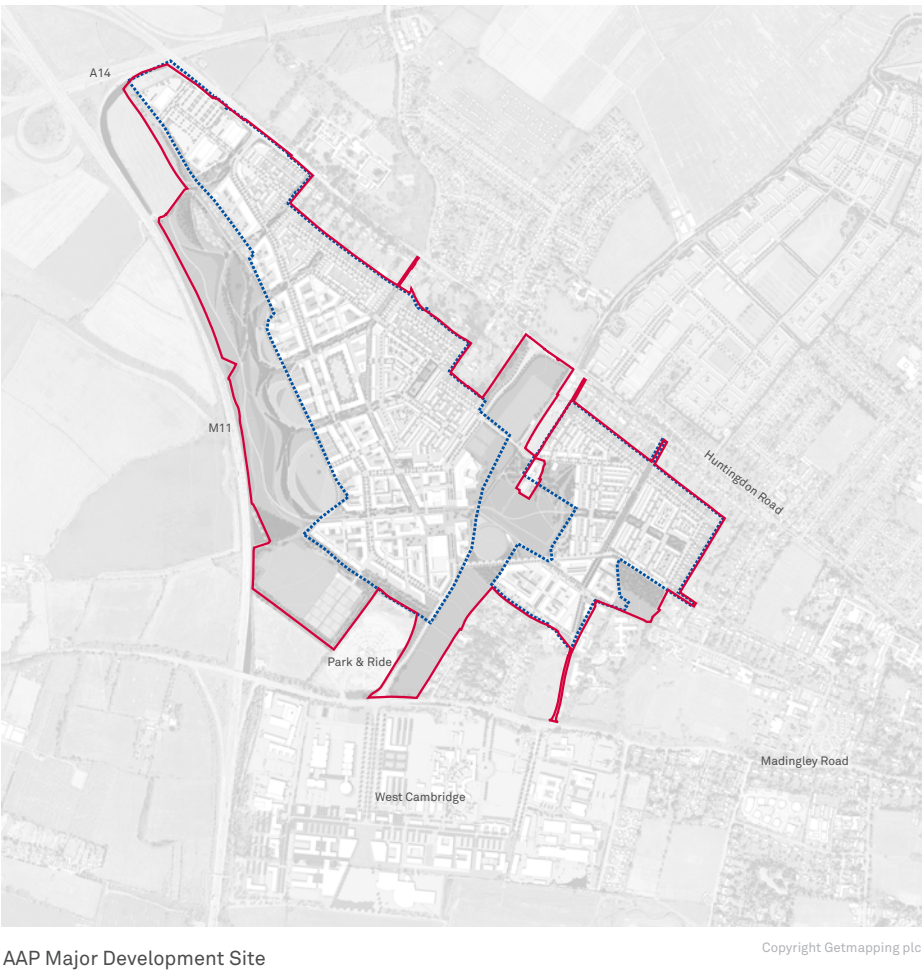 A14
M11
Huntingdon Road
Park & Ride
Madingley Road
West Cambridge
AAP Major Development Site
Copyright Getmapping plc